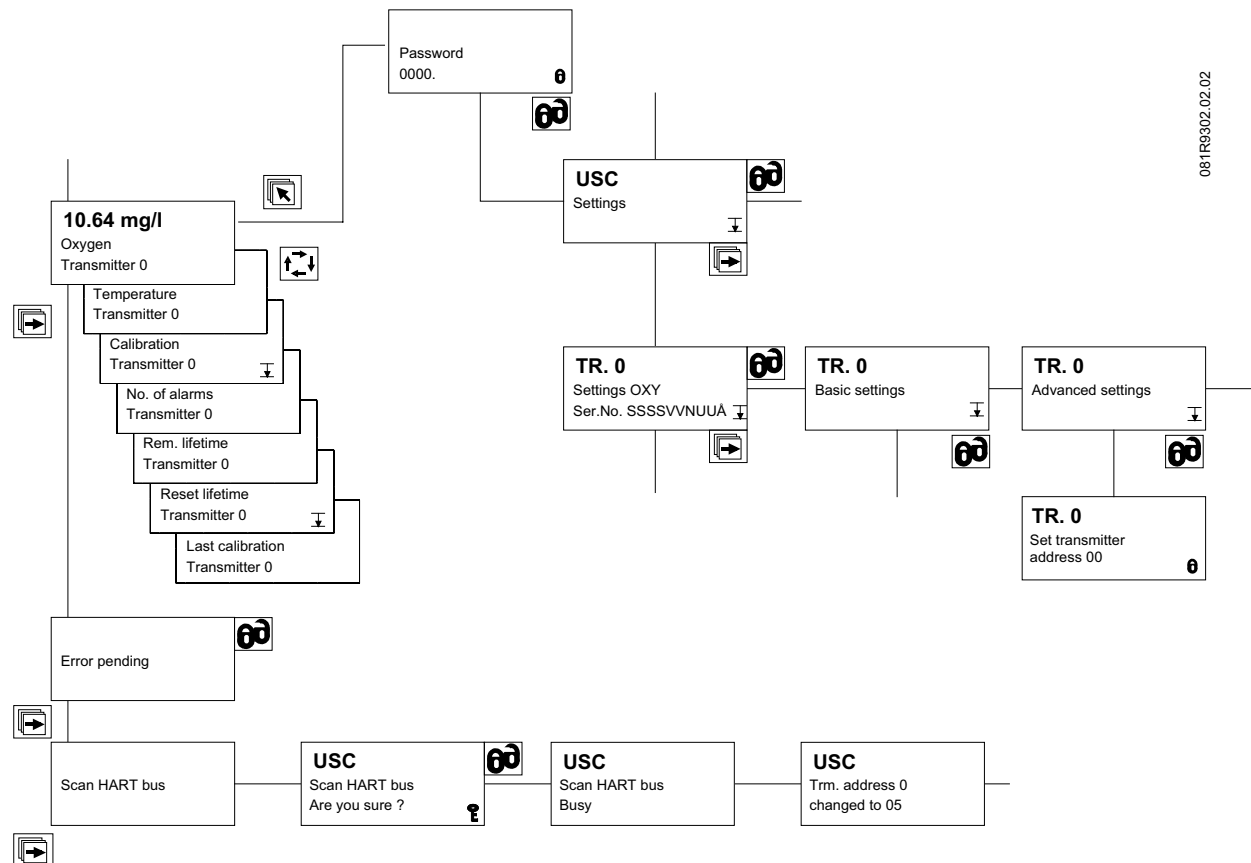 Password
0000.
081R9302.02.02
USC
Settings
10.64 mg/l
Oxygen
Transmitter 0
Temperature
Transmitter 0
Calibration
Transmitter 0
No. of alarms
Transmitter 0
Rem. lifetime
Transmitter 0
Reset lifetime
Transmitter 0
Last calibration
Transmitter 0
TR. 0
Settings OXY
Ser.No. SSSSVVNUUÅ
TR. 0
Basic settings
TR. 0
Advanced settings
TR. 0
Set transmitter
address 00
Error pending
Scan HART bus
USC
Scan HART bus
Are you sure ?
USC
Scan HART bus
Busy
USC
Trm. address 0
changed to 05